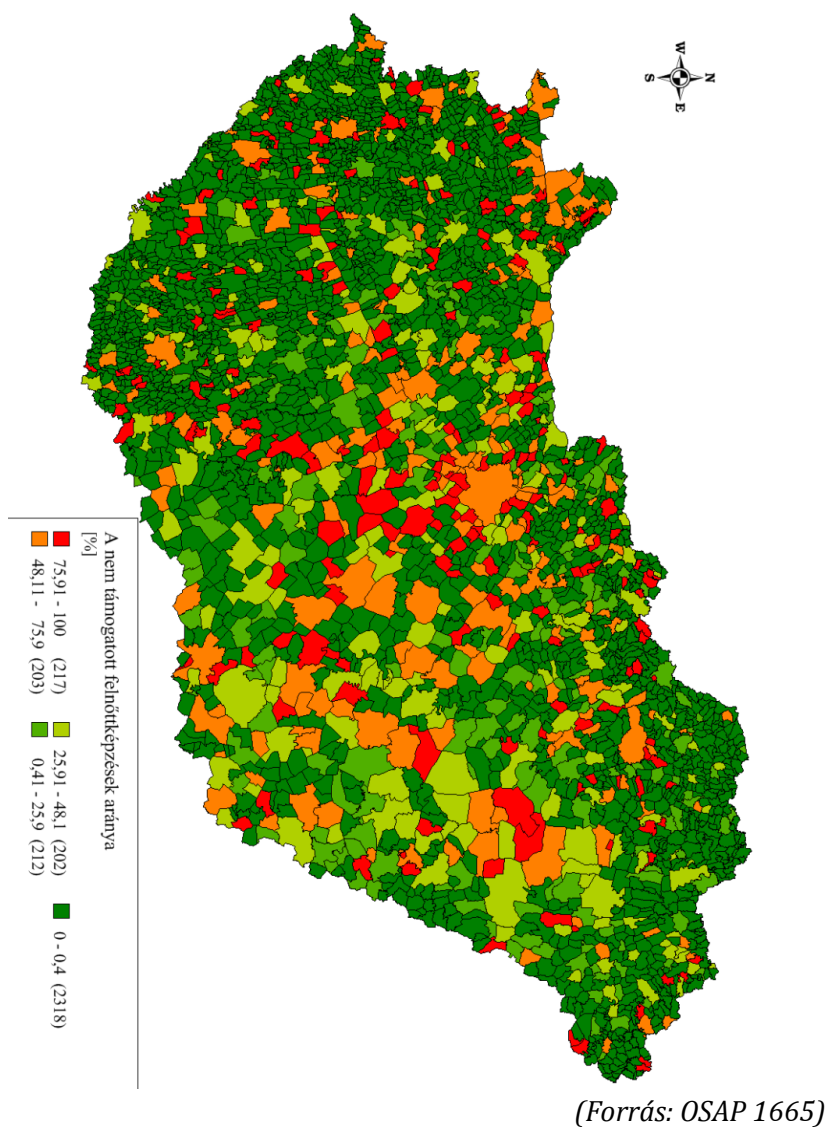 N
W E
S
A nem támogatott felnőttképzések aránya
[%]
75,91 - 100 (217)
48,11 - 75,9 (203)
25,91 - 48,1 (202)
0,41 - 25,9 (212)
0 - 0,4 (2318)
(Forrás: OSAP 1665)